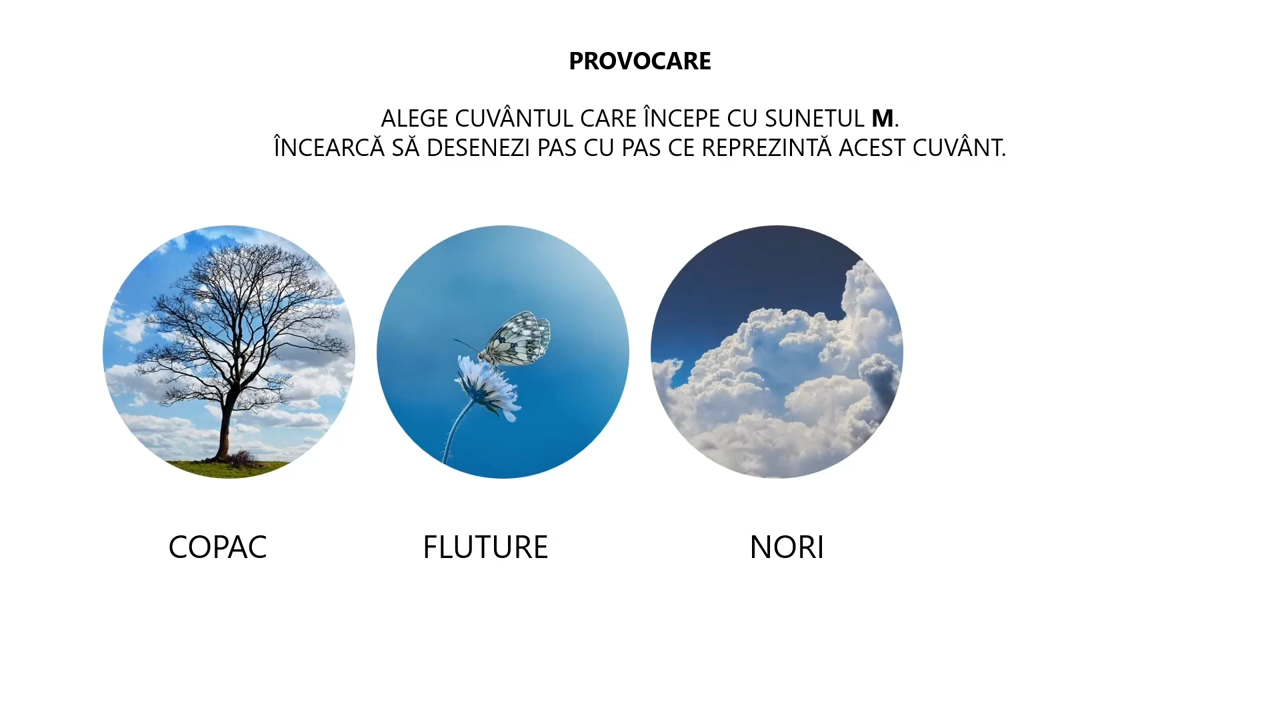 PROVOCARE
ALEGE CUVÂNTUL CARE ÎNCEPE CU SUNETUL M.
ÎNCEARCĂ SĂ DESENEZI PAS CU PAS CE REPREZINTĂ ACEST CUVÂNT.
COPAC
FLUTURE
NORI